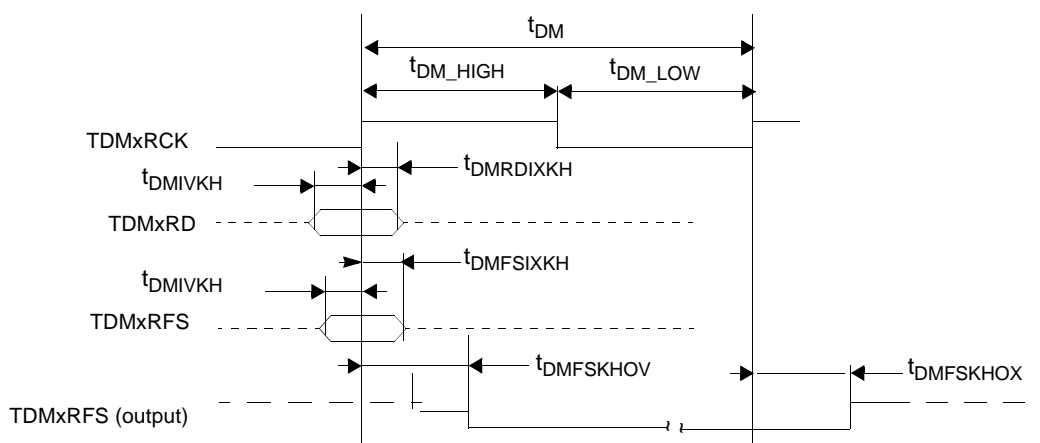 tDM
tDM_HIGH
tDM_LOW
TDMxRCK
tDMRDIXKH
tDMIVKH
TDMxRD
tDMFSIXKH
tDMIVKH
TDMxRFS
tDMFSKHOV
tDMFSKHOX
TDMxRFS (output)